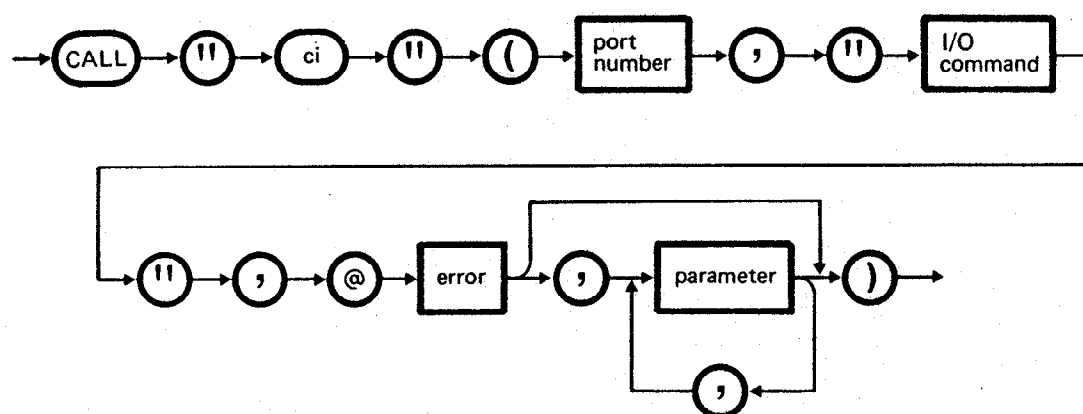 CALL " ci " ( port number , " I/O command
" , @ error , parameter )
,